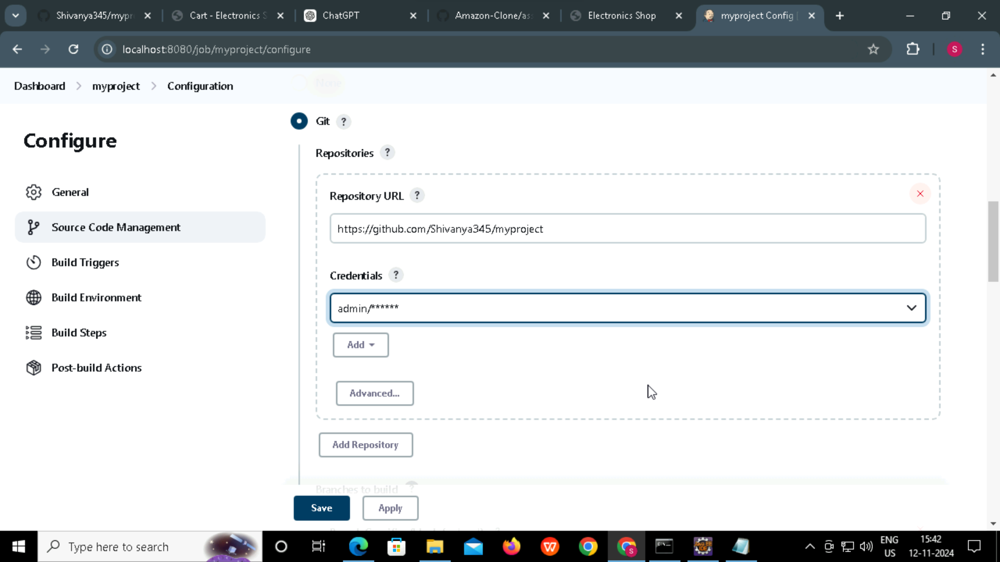 Shivanya345/mypr
Cart - Electronics S
ChatGPT
Amazon-Clone/ass
Electronics Shop
myproject Config |
localhost:8080/job/myproject/configure
S
Dashboard
myproject
Configuration
None
Configure
General
Source Code Management
Build Triggers
Build Environment
Build Steps
Post-build Actions
Git ?
Repositories ?
Repository URL ?
https://github.com/Shivanya345/myproject
Credentials ?
admin/******
Add
Advanced...
Add Repository
Branches to build ?
Save
Apply
Type here to search
ENG
US
15:42
12-11-2024